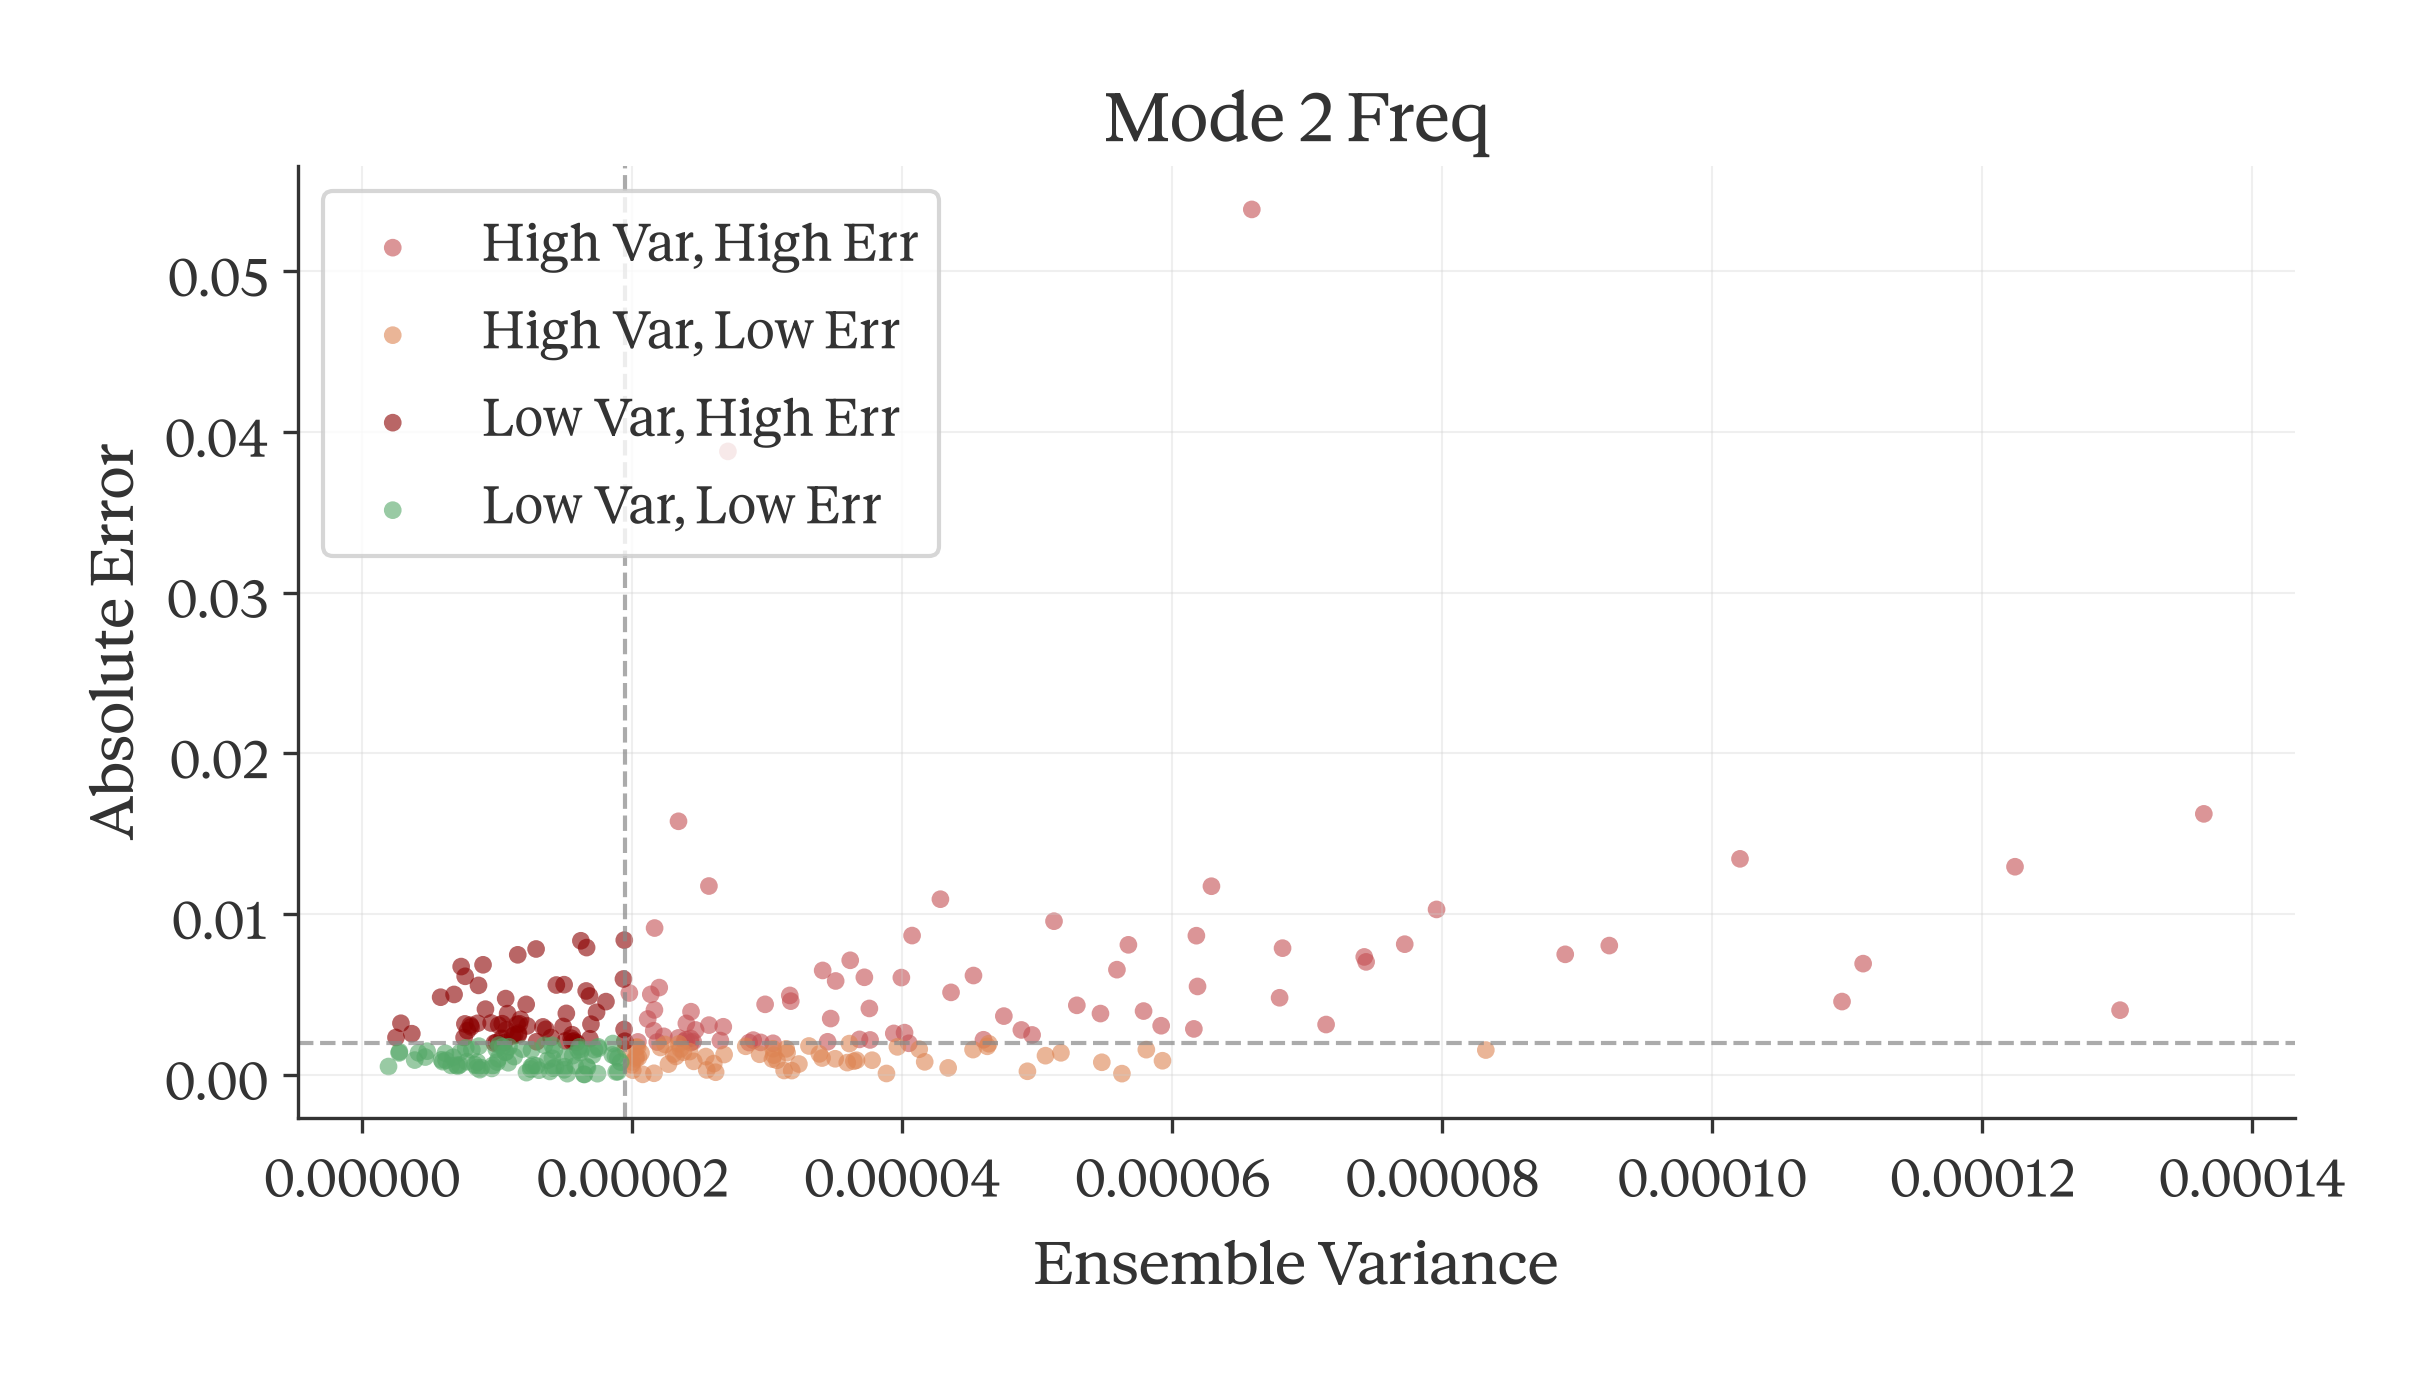 Mode 2 Freq
High Var, High Err
High Var, Low Err
Low Var, High Err
Low Var, Low Err
Absolute Error
0.05
0.04
0.03
0.02
0.01
0.00
0.00000 0.00002 0.00004 0.00006 0.00008 0.00010 0.00012 0.00014
Ensemble Variance